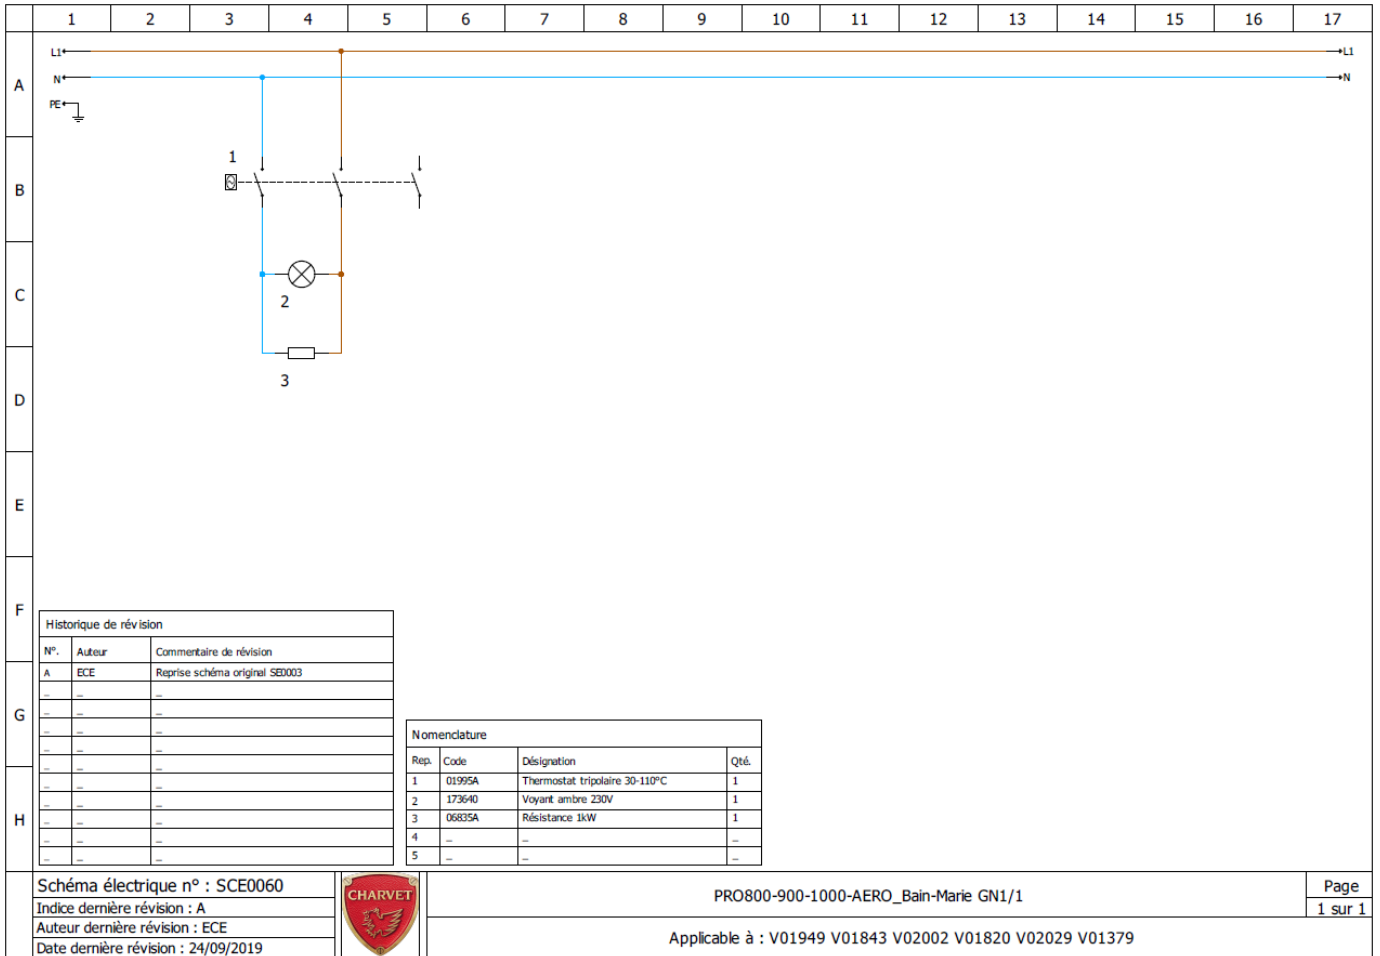 1 2 3 4 5 6 7 8 9 10 11 12 13 14 15 16 17
L1 L1
A
N N
PE
1
B
C
2
3
D
E
F
Historique de révision
N°. Auteur Commentaire de révision
A ECE Reprise schéma original SE0003
_ _ _
_ _ _
G
_ _ _
_ _ _
_ _ _
_ _ _
_ _ _
H
_ _ _
_ _ _
_ _ _
Nomenclature
Rep. Code Désignation Qté.
1 01995A Thermostat tripolaire 30-110°C 1
2 173640 Voyant ambre 230V 1
3 06835A Résistance 1kW 1
4 _ _ _
5 _ _ _
Schéma électrique n° : SCE0060
Indice dernière révision : A
Auteur dernière révision : ECE
Date dernière révision : 24/09/2019
CHARVET
PRO800-900-1000-AERO_Bain-Marie GN1/1
Applicable à : V01949 V01843 V02002 V01820 V02029 V01379
Page
1 sur 1